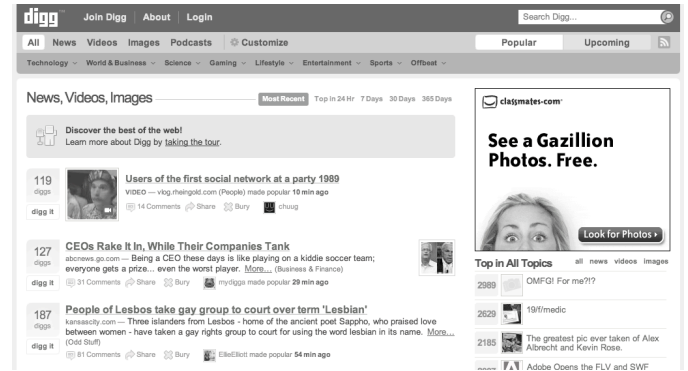 digg
Join Digg
About
Login
Search Digg...
All
News
Videos
Images
Podcasts
Customize
Popular
Upcoming
Technology
World & Business
Science
Gaming
Lifestyle
Entertainment
Sports
Offbeat
News, Videos, Images
Most Recent
Top in 24 Hr
7 Days
30 Days
365 Days
Discover the best of the web!
Learn more about Digg by taking the tour.
119
diggs
digg it
Users of the first social network at a party 1989
VIDEO — vlog.rheingold.com (People) made popular 10 min ago
14 Comments
Share
Bury
chuug
127
diggs
digg it
CEOs Rake It In, While Their Companies Tank
abcnews.go.com — Being a CEO these days is like playing on a kiddie soccer team;
everyone gets a prize... even the worst player. More... (Business & Finance)
31 Comments
Share
Bury
mydiggs made popular 29 min ago
187
diggs
digg it
People of Lesbos take gay group to court over term 'Lesbian'
kansascity.com — Three islanders from Lesbos - home of the ancient poet Sappho, who praised love
between women - have taken a gay rights group to court for using the word lesbian in its name. More...
(Odd Stuff)
81 Comments
Share
Bury
EllieElliott made popular 54 min ago
classmates.com
See a Gazillion
Photos. Free.
Look for Photos
Top in All Topics
all
news
videos
images
2989
OMFG! For me?!?
2629
19/f/medic
2185
The greatest pic ever taken of Alex
Albrecht and Kevin Rose.
Adobe Opens the FLV and SWF